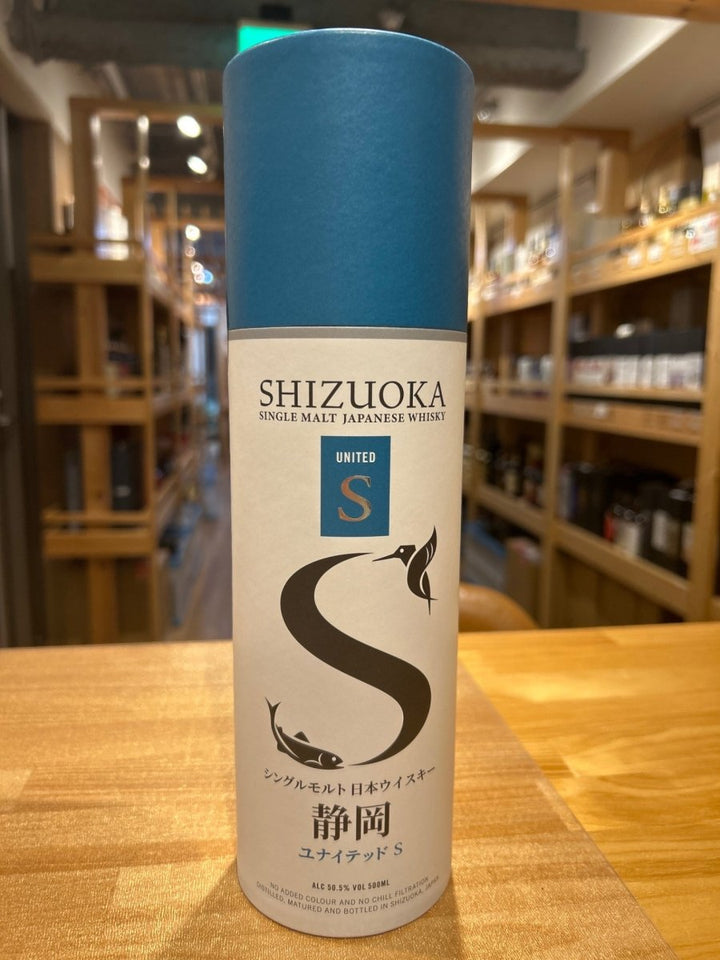 SHIZUOKA
SINGLE MALT JAPANESE WHISKY
UNITED
S
S
シングルモルト 日本ウイスキー
静岡
ユナイテッド S
ALC 50.5% VOL 500ML
NO ADDED COLOUR AND NO CHILL FILTRATION
DISTILLED, MATURED AND BOTTLED IN SHIZUOKA, JAPAN